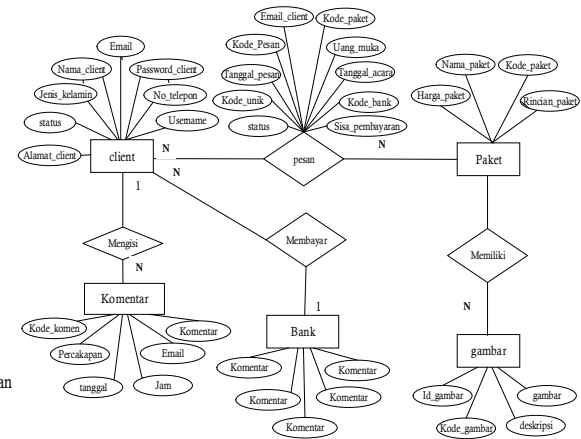 Email_client
Kode_paket
Email
Kode_Pesan
Uang_muka
Nama_client
Password_client
Nama_paket
Kode_paket
Tanggal_pesan
Tanggal_acara
Jenis_kelamin
No_telepon
Harga_paket
Rincian_paket
Kode_unik
Kode_bank
status
Username
status
Sisa_pembayaran
Alamat_client
client
N
N
pesan
N
Paket
1
Mengisi
Membayar
Memiliki
N
Komentar
1
N
Kode_komen
Komentar
Bank
gambar
Percakapan
Email
Komentar
Komentar
an
tanggal
Jam
Komentar
Komentar
Id_gambar
gambar
Komentar
Kode_gambar
deskripsi